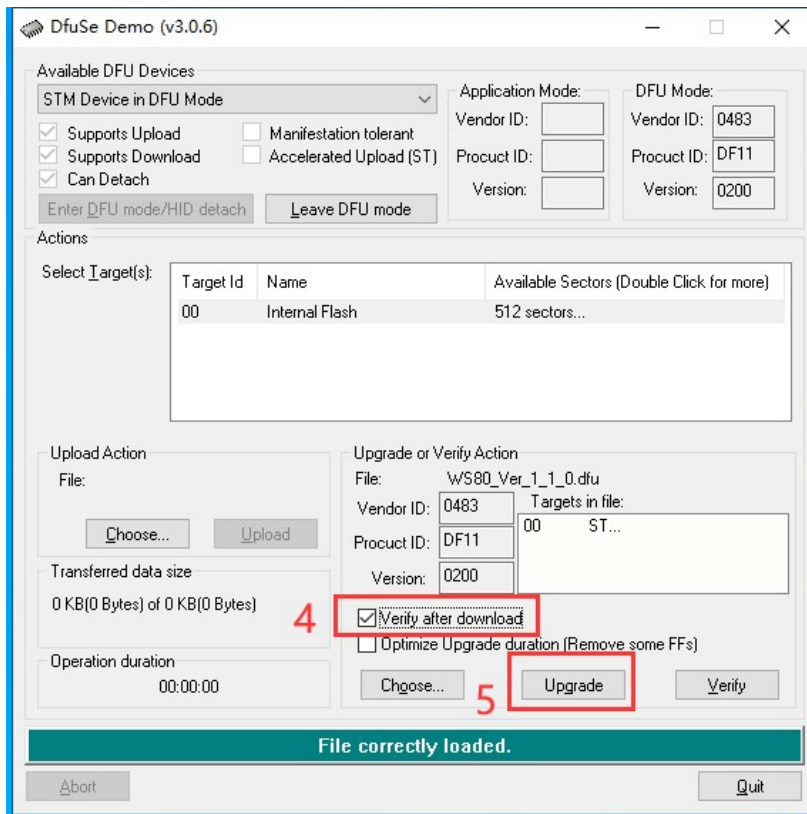 DfuSe Demo (v3.0.6)
Available DFU Devices
STM Device in DFU Mode
Supports Upload
Manifestation tolerant
Supports Download
Accelerated Upload (ST)
Can Detach
Enter DFU mode/HID detach
Leave DFU mode
Application Mode:
Vendor ID:
Procuct ID:
Version:
DFU Mode:
Vendor ID: 0483
Procuct ID: DF11
Version: 0200
Actions
Select Target(s):
Target Id Name Available Sectors (Double Click for more)
00 Internal Flash 512 sectors...
Upload Action
File:
Choose... Upload
Transferred data size
0 KB(0 Bytes) of 0 KB(0 Bytes)
Operation duration
00:00:00
Upgrade or Verify Action
File: WS80_Ver_1_1_0.dfu
Vendor ID: 0483
Procuct ID: DF11
Version: 0200
Targets in file:
00 ST...
4
Verify after download
Optimize Upgrade duration (Remove some FFs)
Choose... 5 Upgrade Verify
File correctly loaded.
Abort Quit